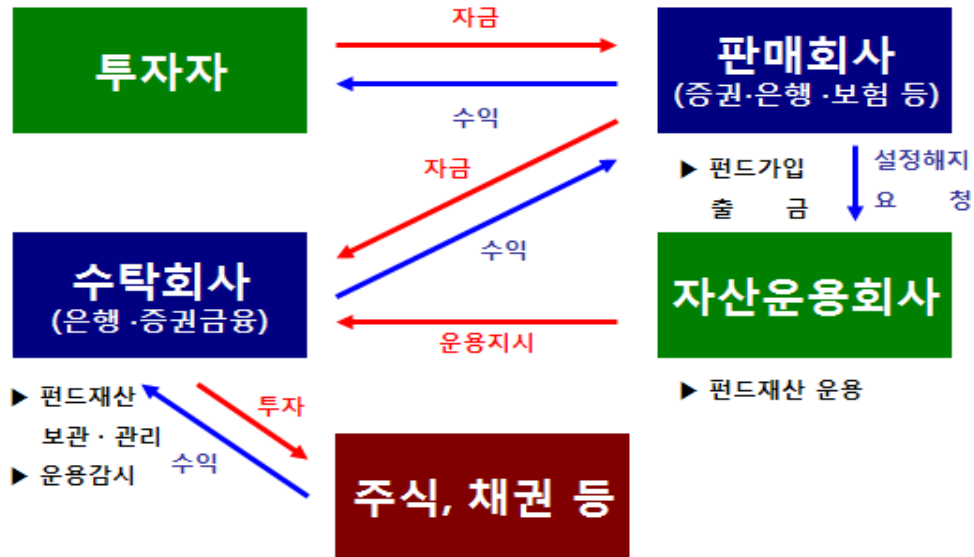 자금
투자자
판매회사
(증권·은행 ·보험 등)
수익
자금
▶ 펀드가입
출 금
설정해지
요 청
수익
수탁회사
(은행 ·증권금융)
자산운용회사
운용지시
▶ 펀드재산
보관 · 관리
▶ 운용감시
투자
수익
▶ 펀드재산 운용
주식, 채권 등